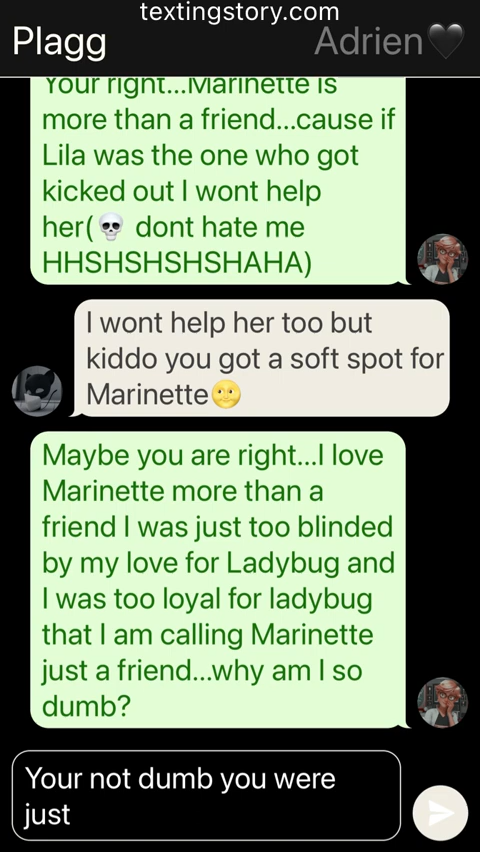 textingstory.com
Plagg
Adrien🖤
Your right...Marinette is
more than a friend...cause if
Lila was the one who got
kicked out I wont help
her(💀 dont hate me
HHSHSHSHSHAHA)
I wont help her too but
kiddo you got a soft spot for
Marinette🌝
Maybe you are right...I love
Marinette more than a
friend I was just too blinded
by my love for Ladybug and
I was too loyal for ladybug
that I am calling Marinette
just a friend...why am I so
dumb?
Your not dumb you were
just